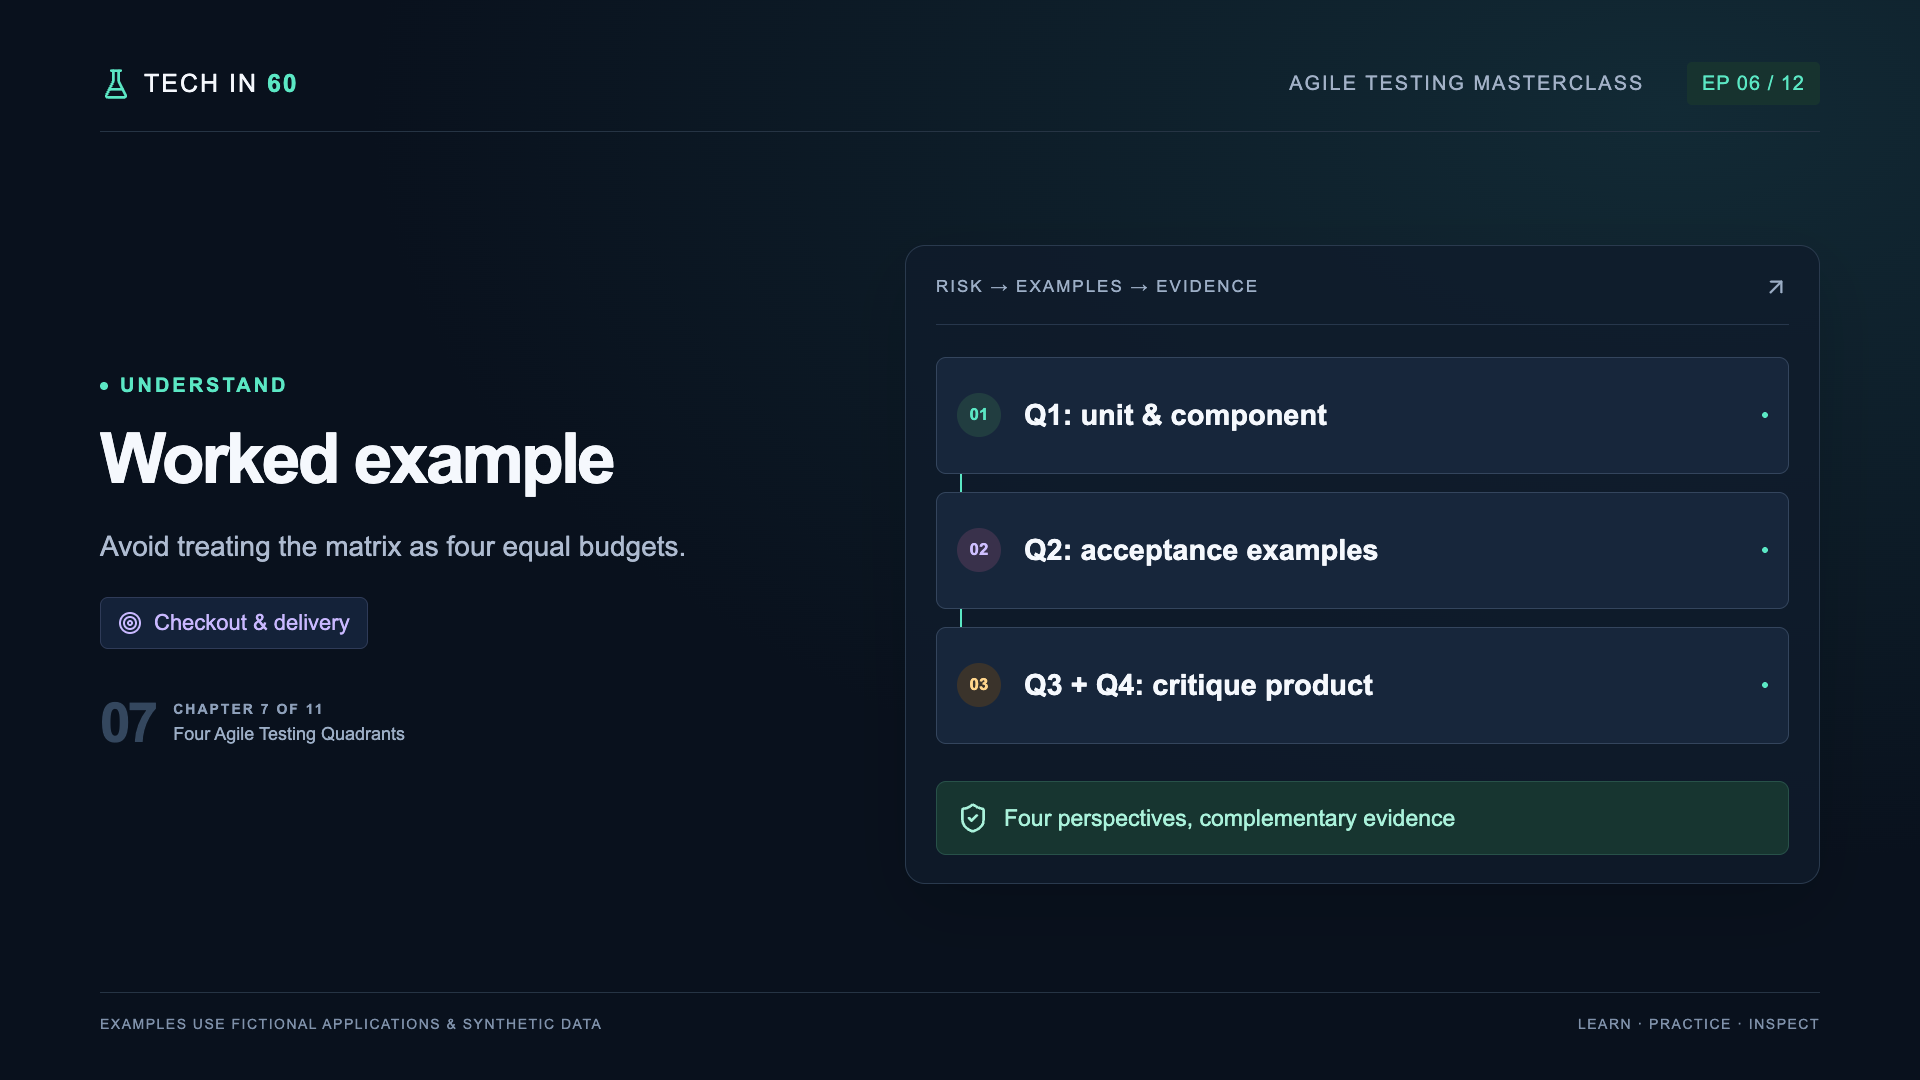 TECH IN 60
AGILE TESTING MASTERCLASS
EP 06 / 12
UNDERSTAND
Worked example
Avoid treating the matrix as four equal budgets.
Checkout & delivery
07
CHAPTER 7 OF 11
Four Agile Testing Quadrants
RISK → EXAMPLES → EVIDENCE
01
Q1: unit & component
02
Q2: acceptance examples
03
Q3 + Q4: critique product
Four perspectives, complementary evidence
EXAMPLES USE FICTIONAL APPLICATIONS & SYNTHETIC DATA
LEARN · PRACTICE · INSPECT